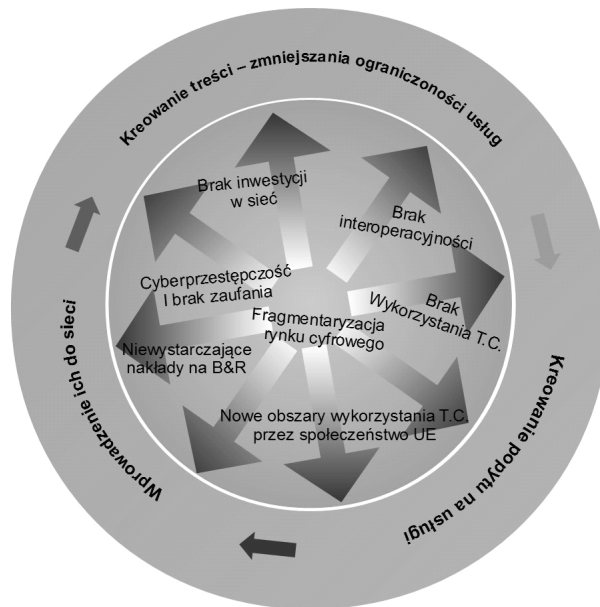 Kreowanie treści – zmniejszania ograniczoności usług
Brak inwestycji
w sieć
Brak
interoperacyjności
Cyberprzestępczość
I brak zaufania
Brak
Wykorzystania T.C.
Fragmentaryzacja
rynku cyfrowego
Niewystarczające
nakłady na B&R
Nowe obszary wykorzystania T.C.
przez społeczeństwo UE
Kreowanie popytu na usługi
Wprowadzenie ich do sieci